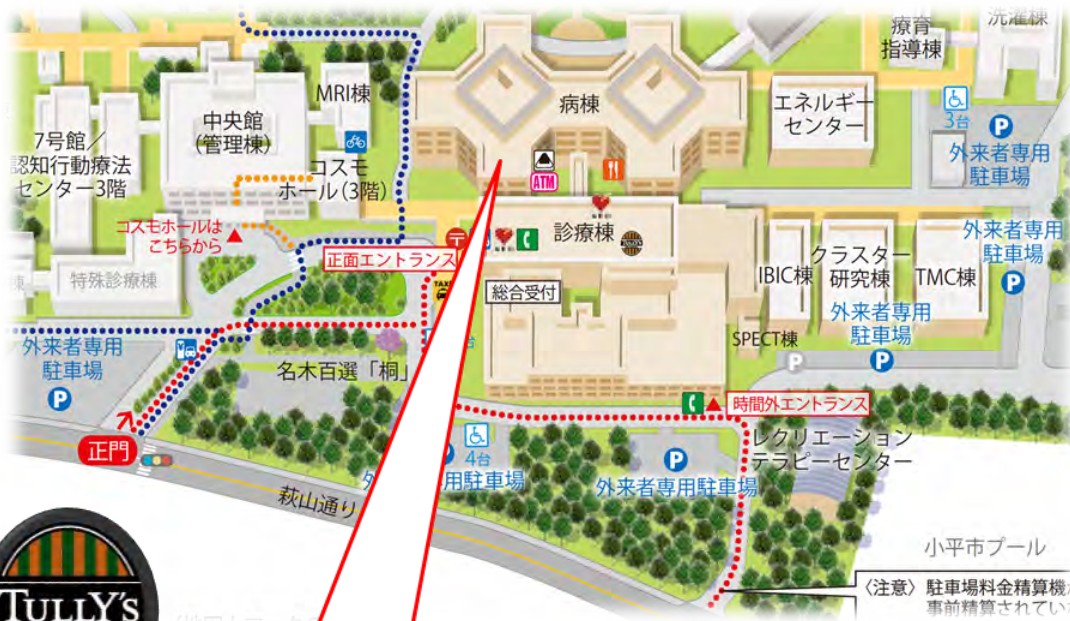 療育
指導棟
洗濯棟
MRI棟
中央館
(管理棟)
病棟
エネルギー
センター
3台
P
外来者専用
駐車場
7号館／
認知行動療法
センター3階
コスモ
ホール(3階)
ATM
コスモホールは
こちらから
正面エントランス
〒
診療棟
TULLY'S
外来者専用
駐車場
P
特殊診療棟
TAXI
総合受付
IBIC棟
クラスター
研究棟
TMC棟
外来者専用
駐車場
P
外来者専用
駐車場
P
名木百選「桐」
台
SPECT棟
P
時間外エントランス
正門
4台
用駐車場
P
外来者専用駐車場
レクリエーション
テラピーセンター
萩山通り
小平市プール
〈注意〉駐車場料金精算機
事前精算されてい
TULLY'S